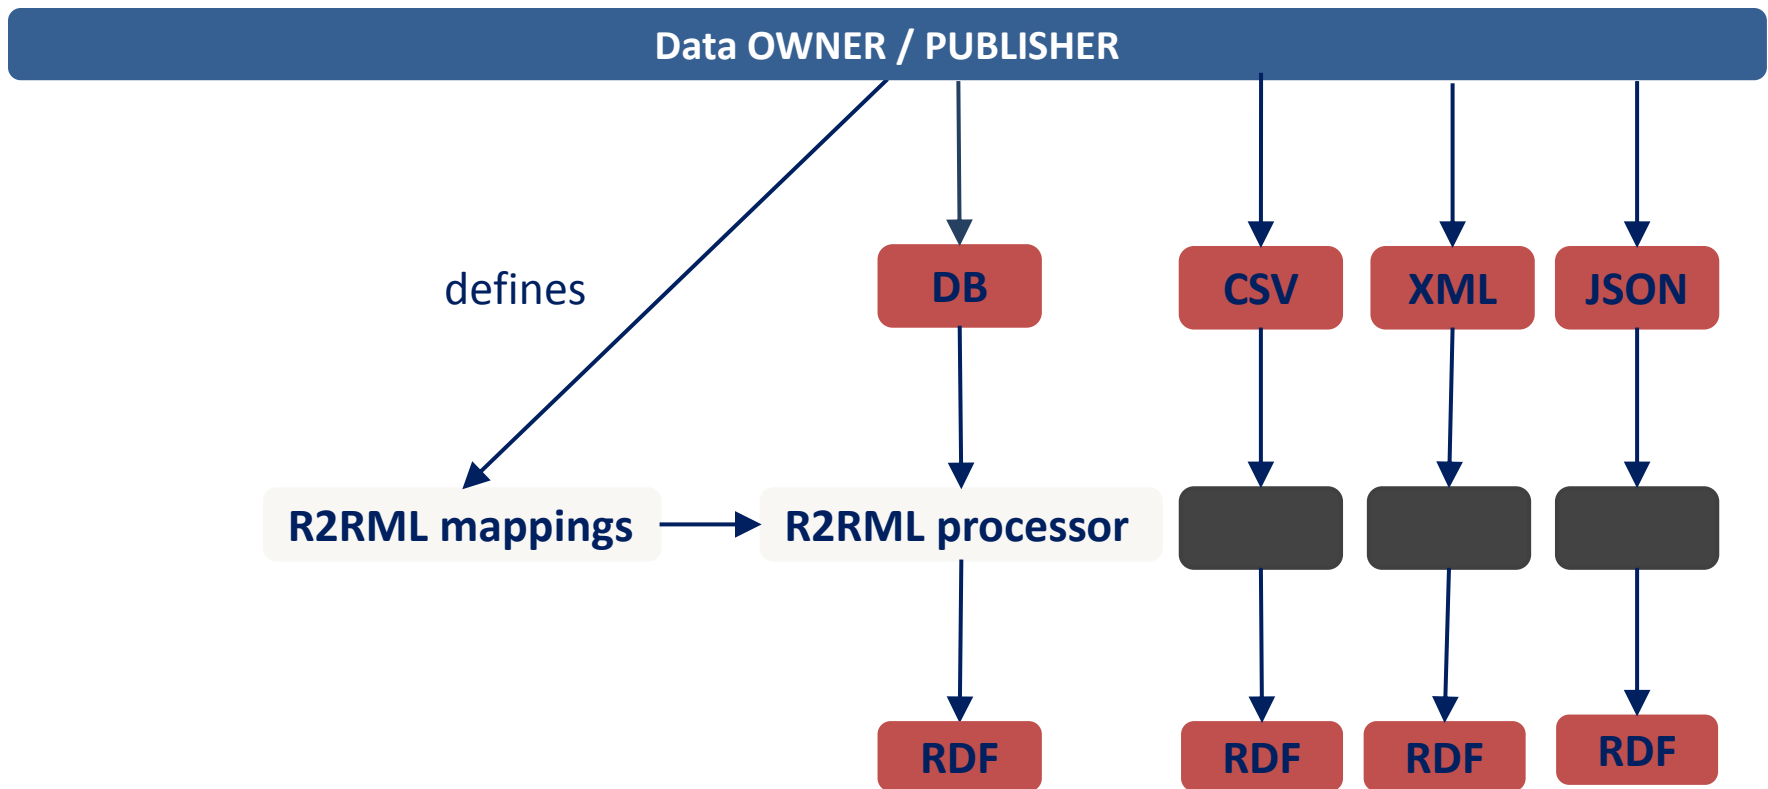 Data OWNER / PUBLISHER
defines
DB
CSV
XML
JSON
R2RML mappings
R2RML processor
RDF
RDF
RDF
RDF